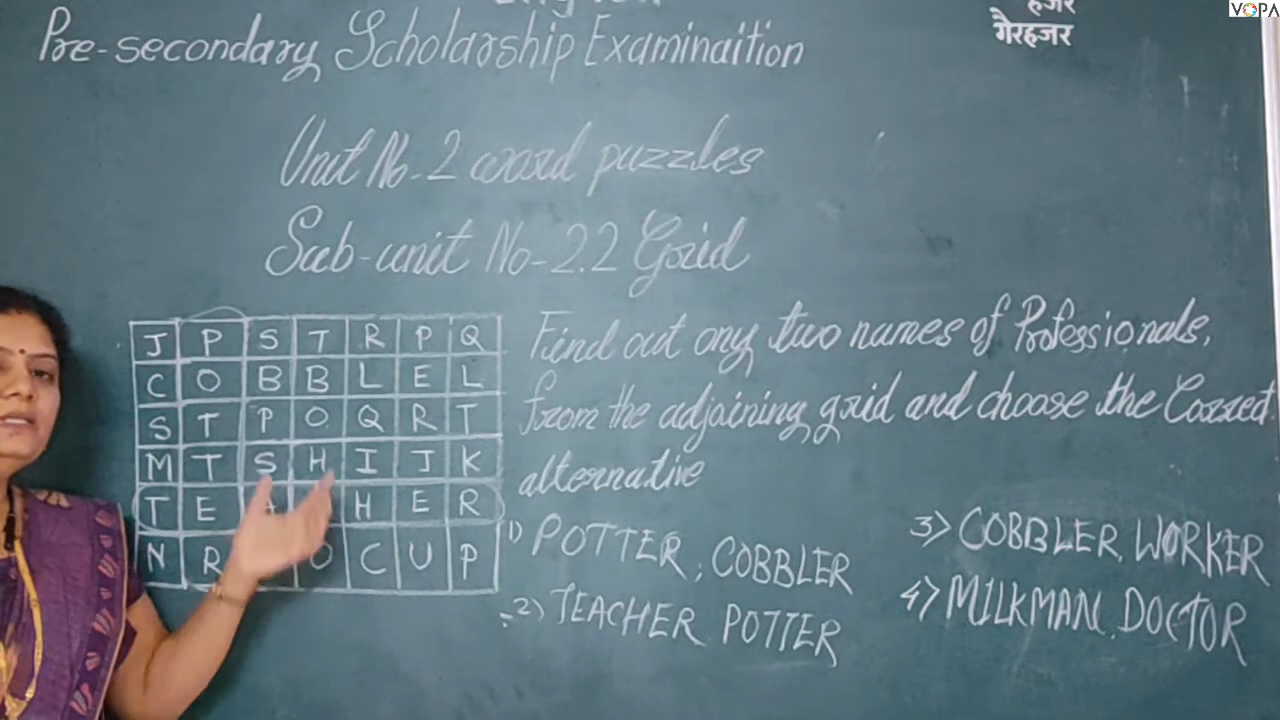 VOPA
हजर
गैरहजर
Pre-secondary Scholarship Examinaition
Unit No-2 word puzzles
Sub-unit No-2.2 Grid
J P S T R P Q
C O B B L E L
S T P O Q R T
M T S H I J K
T E A H E R
N R O C U P
Find out any two names of Professionals,
from the adjoining grid and choose the Correct
alternative
1) POTTER, COBBLER
2) TEACHER POTTER
3) COBBLER, WORKER
4) MILKMAN, DOCTOR